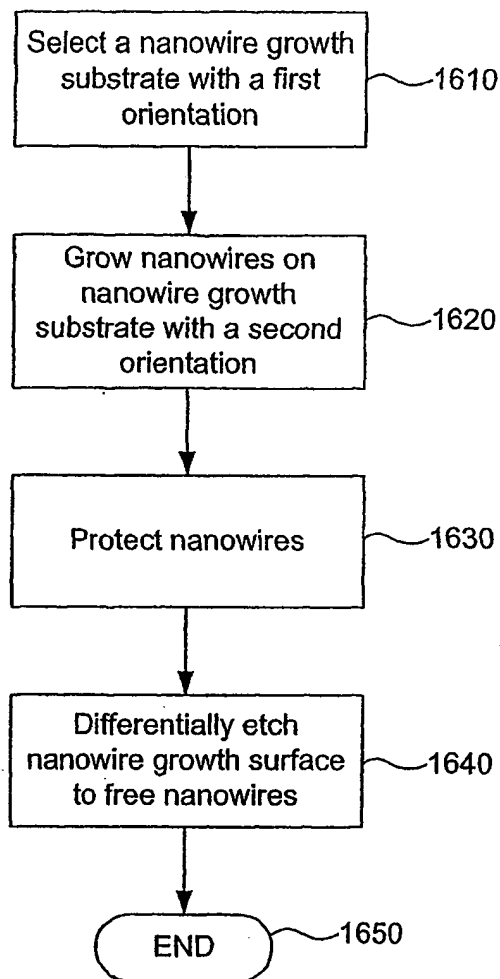 Select a nanowire growth
substrate with a first
orientation
1610
Grow nanowires on
nanowire growth
substrate with a second
orientation
1620
Protect nanowires
1630
Differentially etch
nanowire growth surface
to free nanowires
1640
END
1650